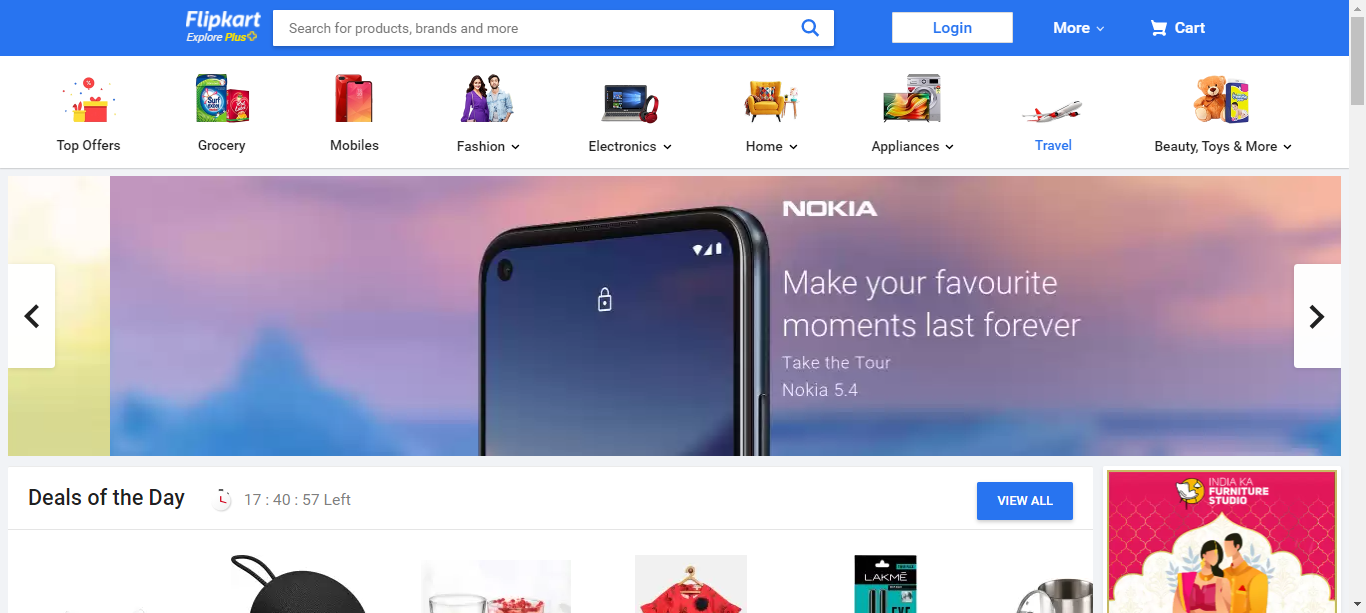 Flipkart
Explore Plus
Search for products, brands and more
Login
More
Cart
Top Offers
Grocery
Mobiles
Fashion
Electronics
Home
Appliances
Travel
Beauty, Toys & More
NOKIA
Make your favourite
moments last forever
Take the Tour
Nokia 5.4
Deals of the Day
17 : 40 : 57 Left
VIEW ALL
INDIA KA
FURNITURE
STUDIO
LAKMÉ
EYE